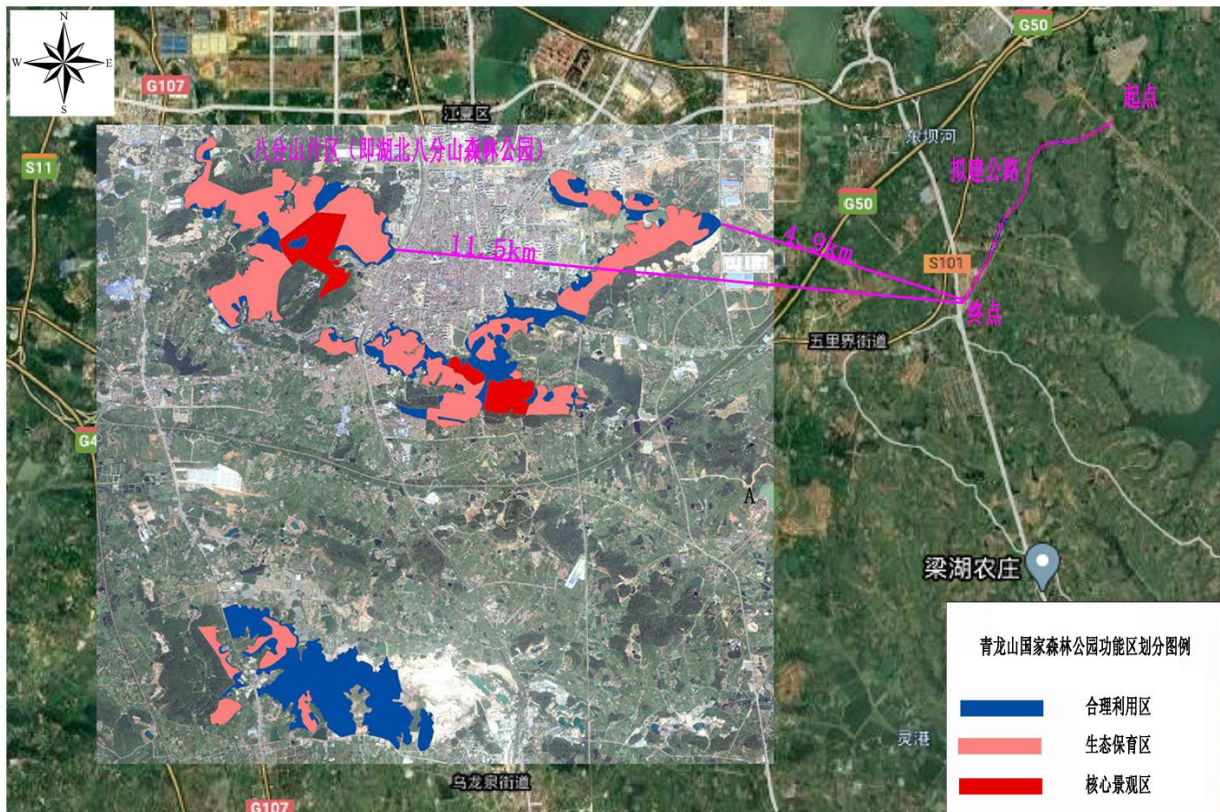 N
W
E
S
G50
G107
起点
江夏区
东坝河
八分山片区（即湖北八分山森林公园）
S11
拟建公路
G50
11.5km
4.9km
S101
终点
五里界街道
G4
A
梁湖农庄
青龙山国家森林公园功能区划分图例
合理利用区
生态保育区
灵港
核心景观区
乌龙泉街道
G107